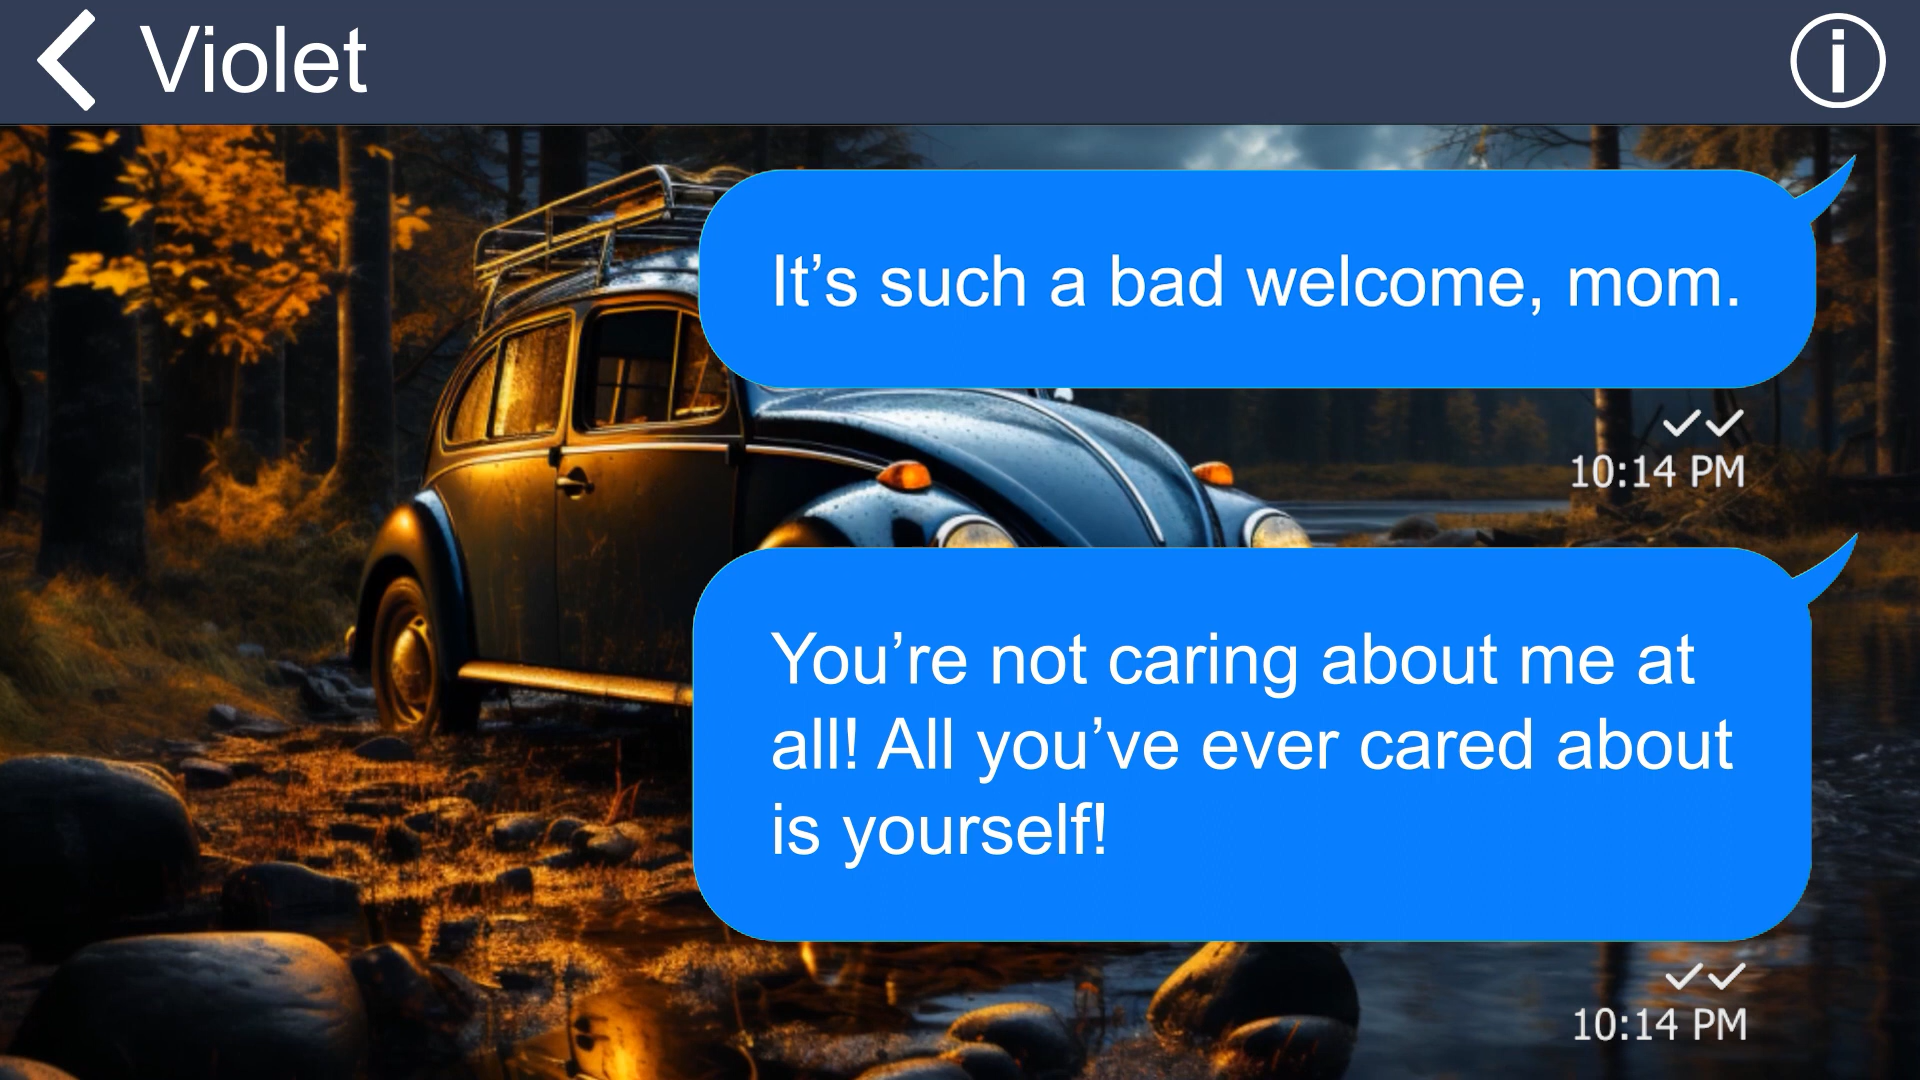 Violet
It’s such a bad welcome, mom.
10:14 PM
You’re not caring about me at
all! All you’ve ever cared about
is yourself!
10:14 PM